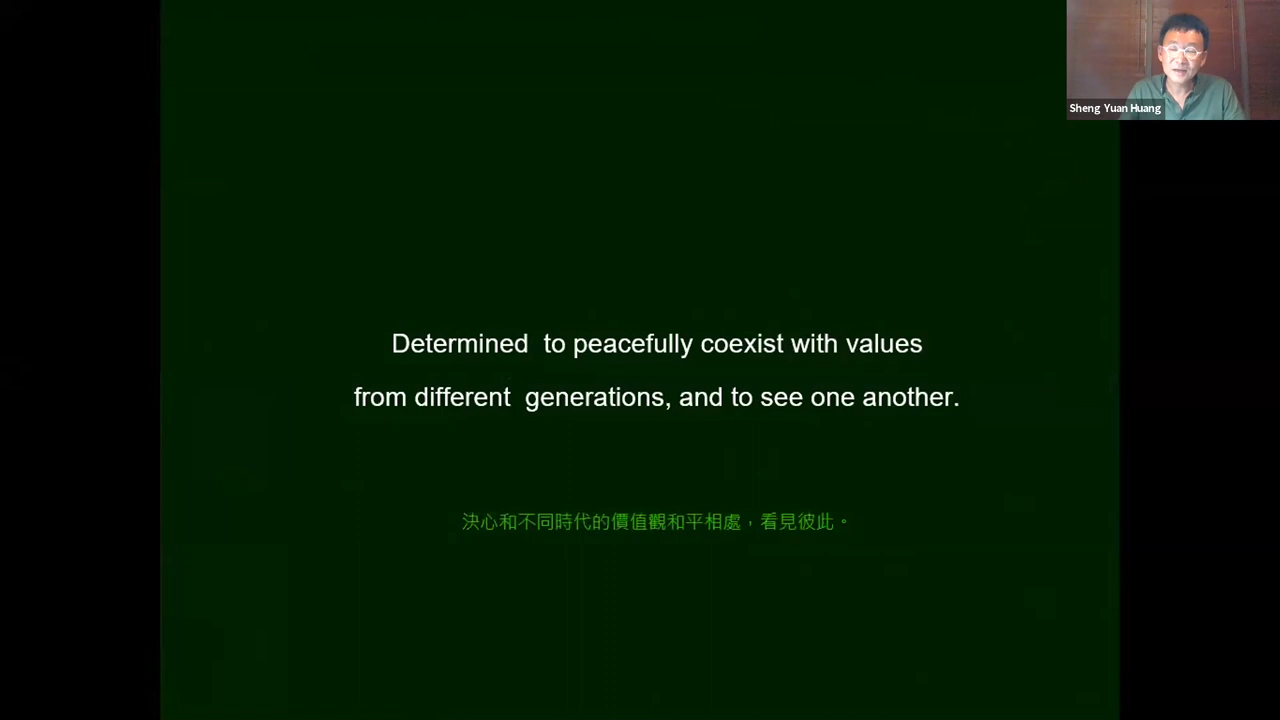 Sheng Yuan Huang
Determined  to peacefully coexist with values
from different  generations, and to see one another.
決心和不同時代的價值觀和平相處，看見彼此。